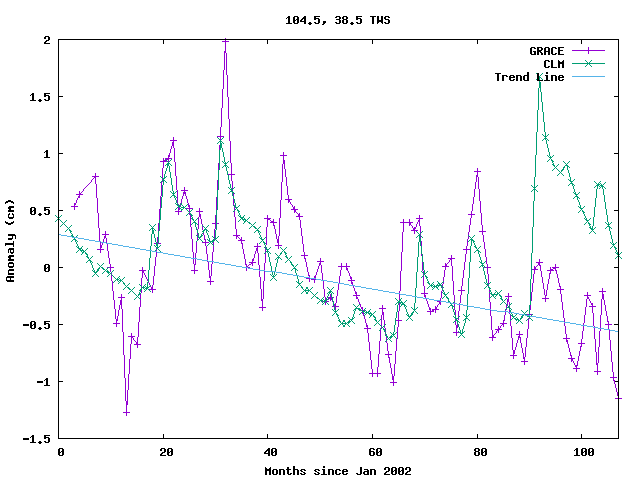 104.5, 38.5 TWS
GRACE
CLM
Trend Line
2
1.5
1
0.5
0
-0.5
-1
-1.5
Anomaly (cm)
0 20 40 60 80 100
Months since Jan 2002